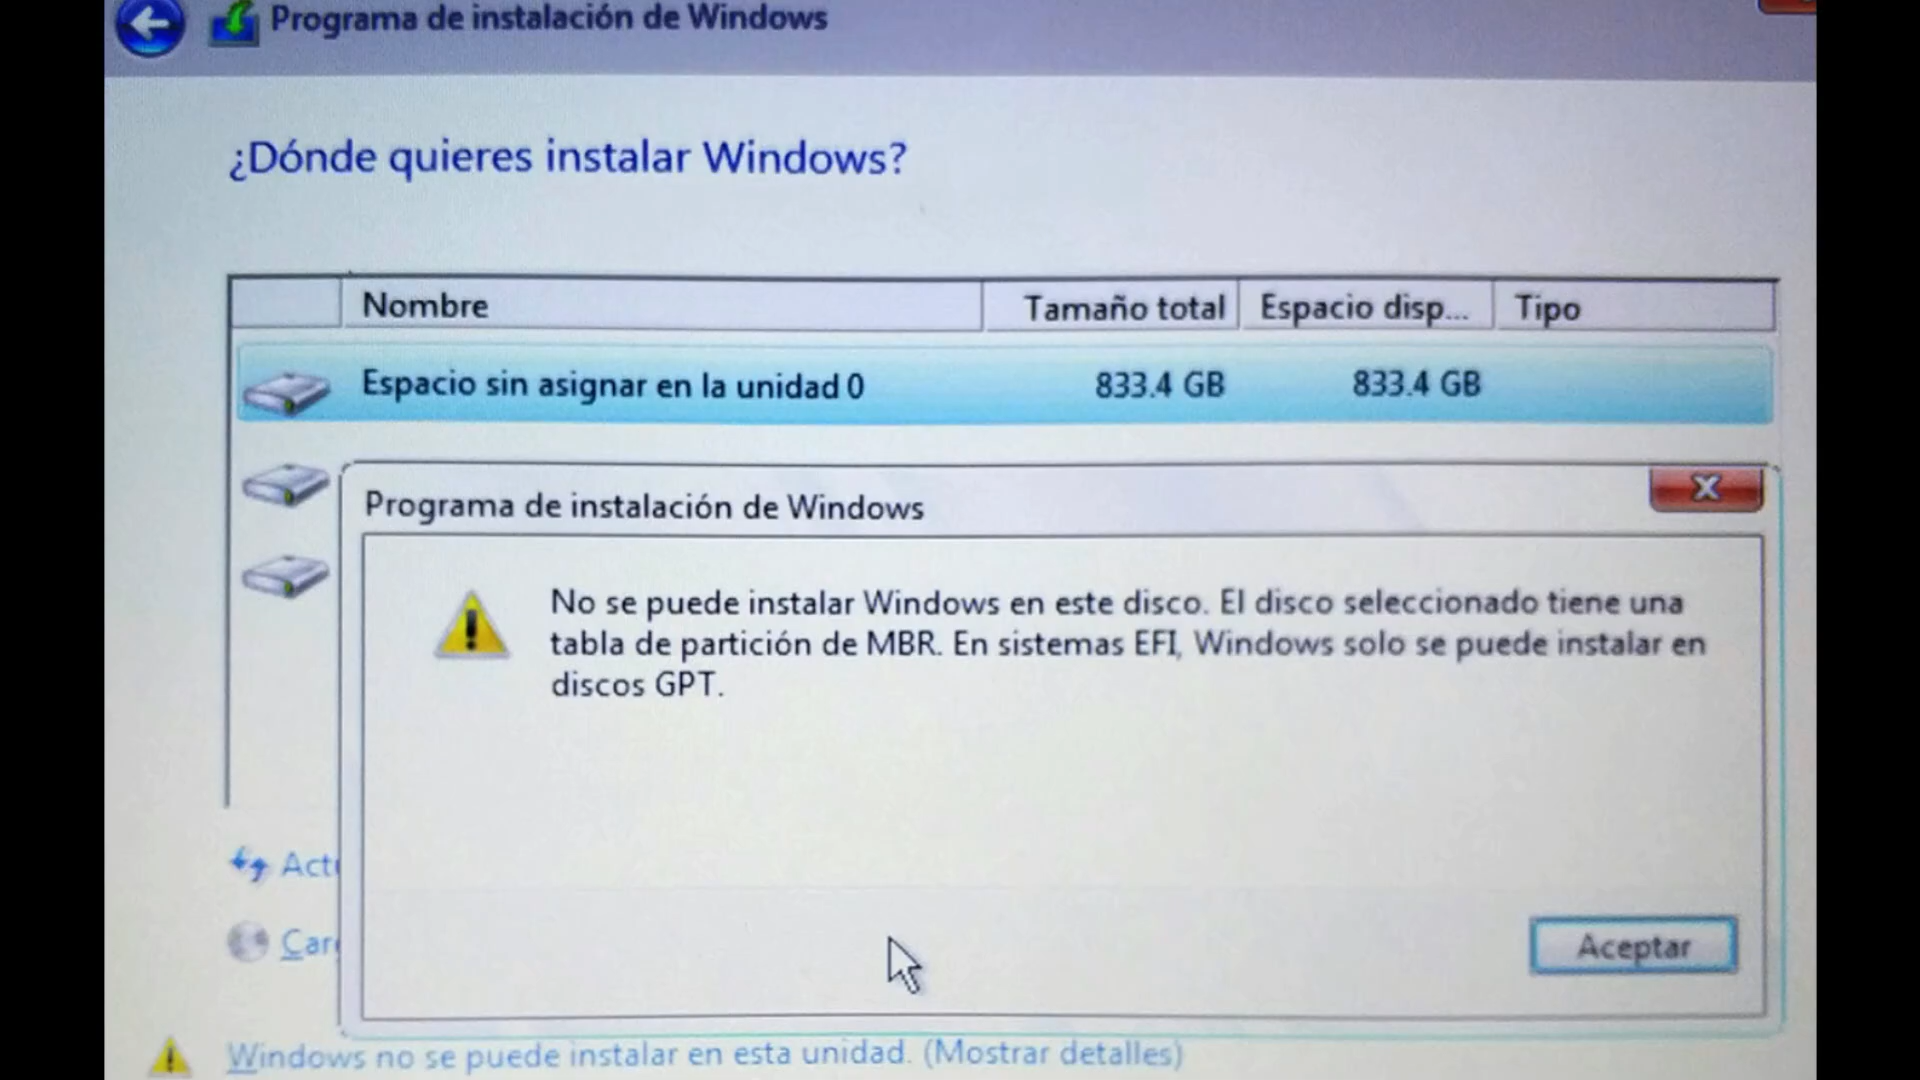 Programa de instalación de Windows
¿Dónde quieres instalar Windows?
Nombre Tamaño total Espacio disp... Tipo
Espacio sin asignar en la unidad 0 833.4 GB 833.4 GB
Programa de instalación de Windows
No se puede instalar Windows en este disco. El disco seleccionado tiene una
tabla de partición de MBR. En sistemas EFI, Windows solo se puede instalar en
discos GPT.
Aceptar
Windows no se puede instalar en esta unidad. (Mostrar detalles)